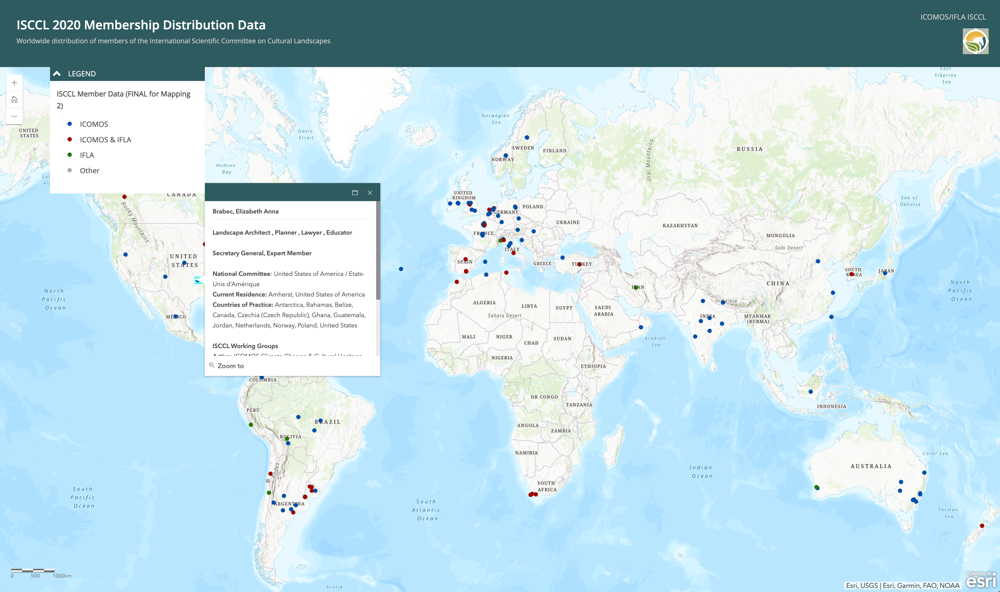 ISCCL 2020 Membership Distribution Data
Worldwide distribution of members of the International Scientific Committee on Cultural Landscapes
ICOMOS/IFLA ISCCL
LEGEND
ISCCL Member Data (FINAL for Mapping
2)
ICOMOS
ICOMOS & IFLA
IFLA
Other
Brabec, Elizabeth Anna
Landscape Architect , Planner , Lawyer , Educator
Secretary General, Expert Member
National Committee: United States of America / Etats-
Unis d’Amérique
Current Residence: Amherst, United States of America
Countries of Practice: Antarctica, Bahamas, Belize,
Canada, Czechia (Czech Republic), Ghana, Guatemala,
Jordan, Netherlands, Norway, Poland, United States
ISCCL Working Groups
Active: ICOMOS Climate Change & Cultural Heritage
Zoom to
UNITED
STATES
CANADA
Rocky Mountains
UNITED
STATES
MÉXICO
Hudson
Bay
Davis
Strait
North
Pacific
Ocean
South
Pacific
Ocean
COLOMBIA
PERÚ
BRAZIL
BOLIVIA
Andes
ARGENTINA
South
Atlantic
Ocean
Scotia
Norwegian
Sea
SWEDEN
FINLAND
NORWAY
UNITED
KINGDOM
GERMANY
POLAND
UKRAINE
FRANCE
ITALY
SPAIN
GREECE
TURKEY
Ural Mountains
RUSSIA
KAZAKHSTAN
MONGOLIA
Gobi Desert
CHINA
SOUTH
KOREA
JAPAN
IRAN
Himalaya
INDIA
MYANMAR
(BURMA)
ALGERIA
LIBYA
EGYPT
SAUDI
ARABIA
Sahara Desert
MALI
NIGER
CHAD
SUDAN
NIGERIA
ETHIOPIA
DR CONGO
TANZANIA
ANGOLA
ZAMBIA
NAMIBIA
SOUTH
AFRICA
Arabian
Sea
Indian
Ocean
INDONESIA
AUSTRALIA
Coral Sea
Tasman
Sea
East
Siberian
Sea
Sea of
Okhotsk
North
Pacific
Ocean
0 500 1000km
POWERED BY
esri
Esri, USGS | Esri, Garmin, FAO, NOAA